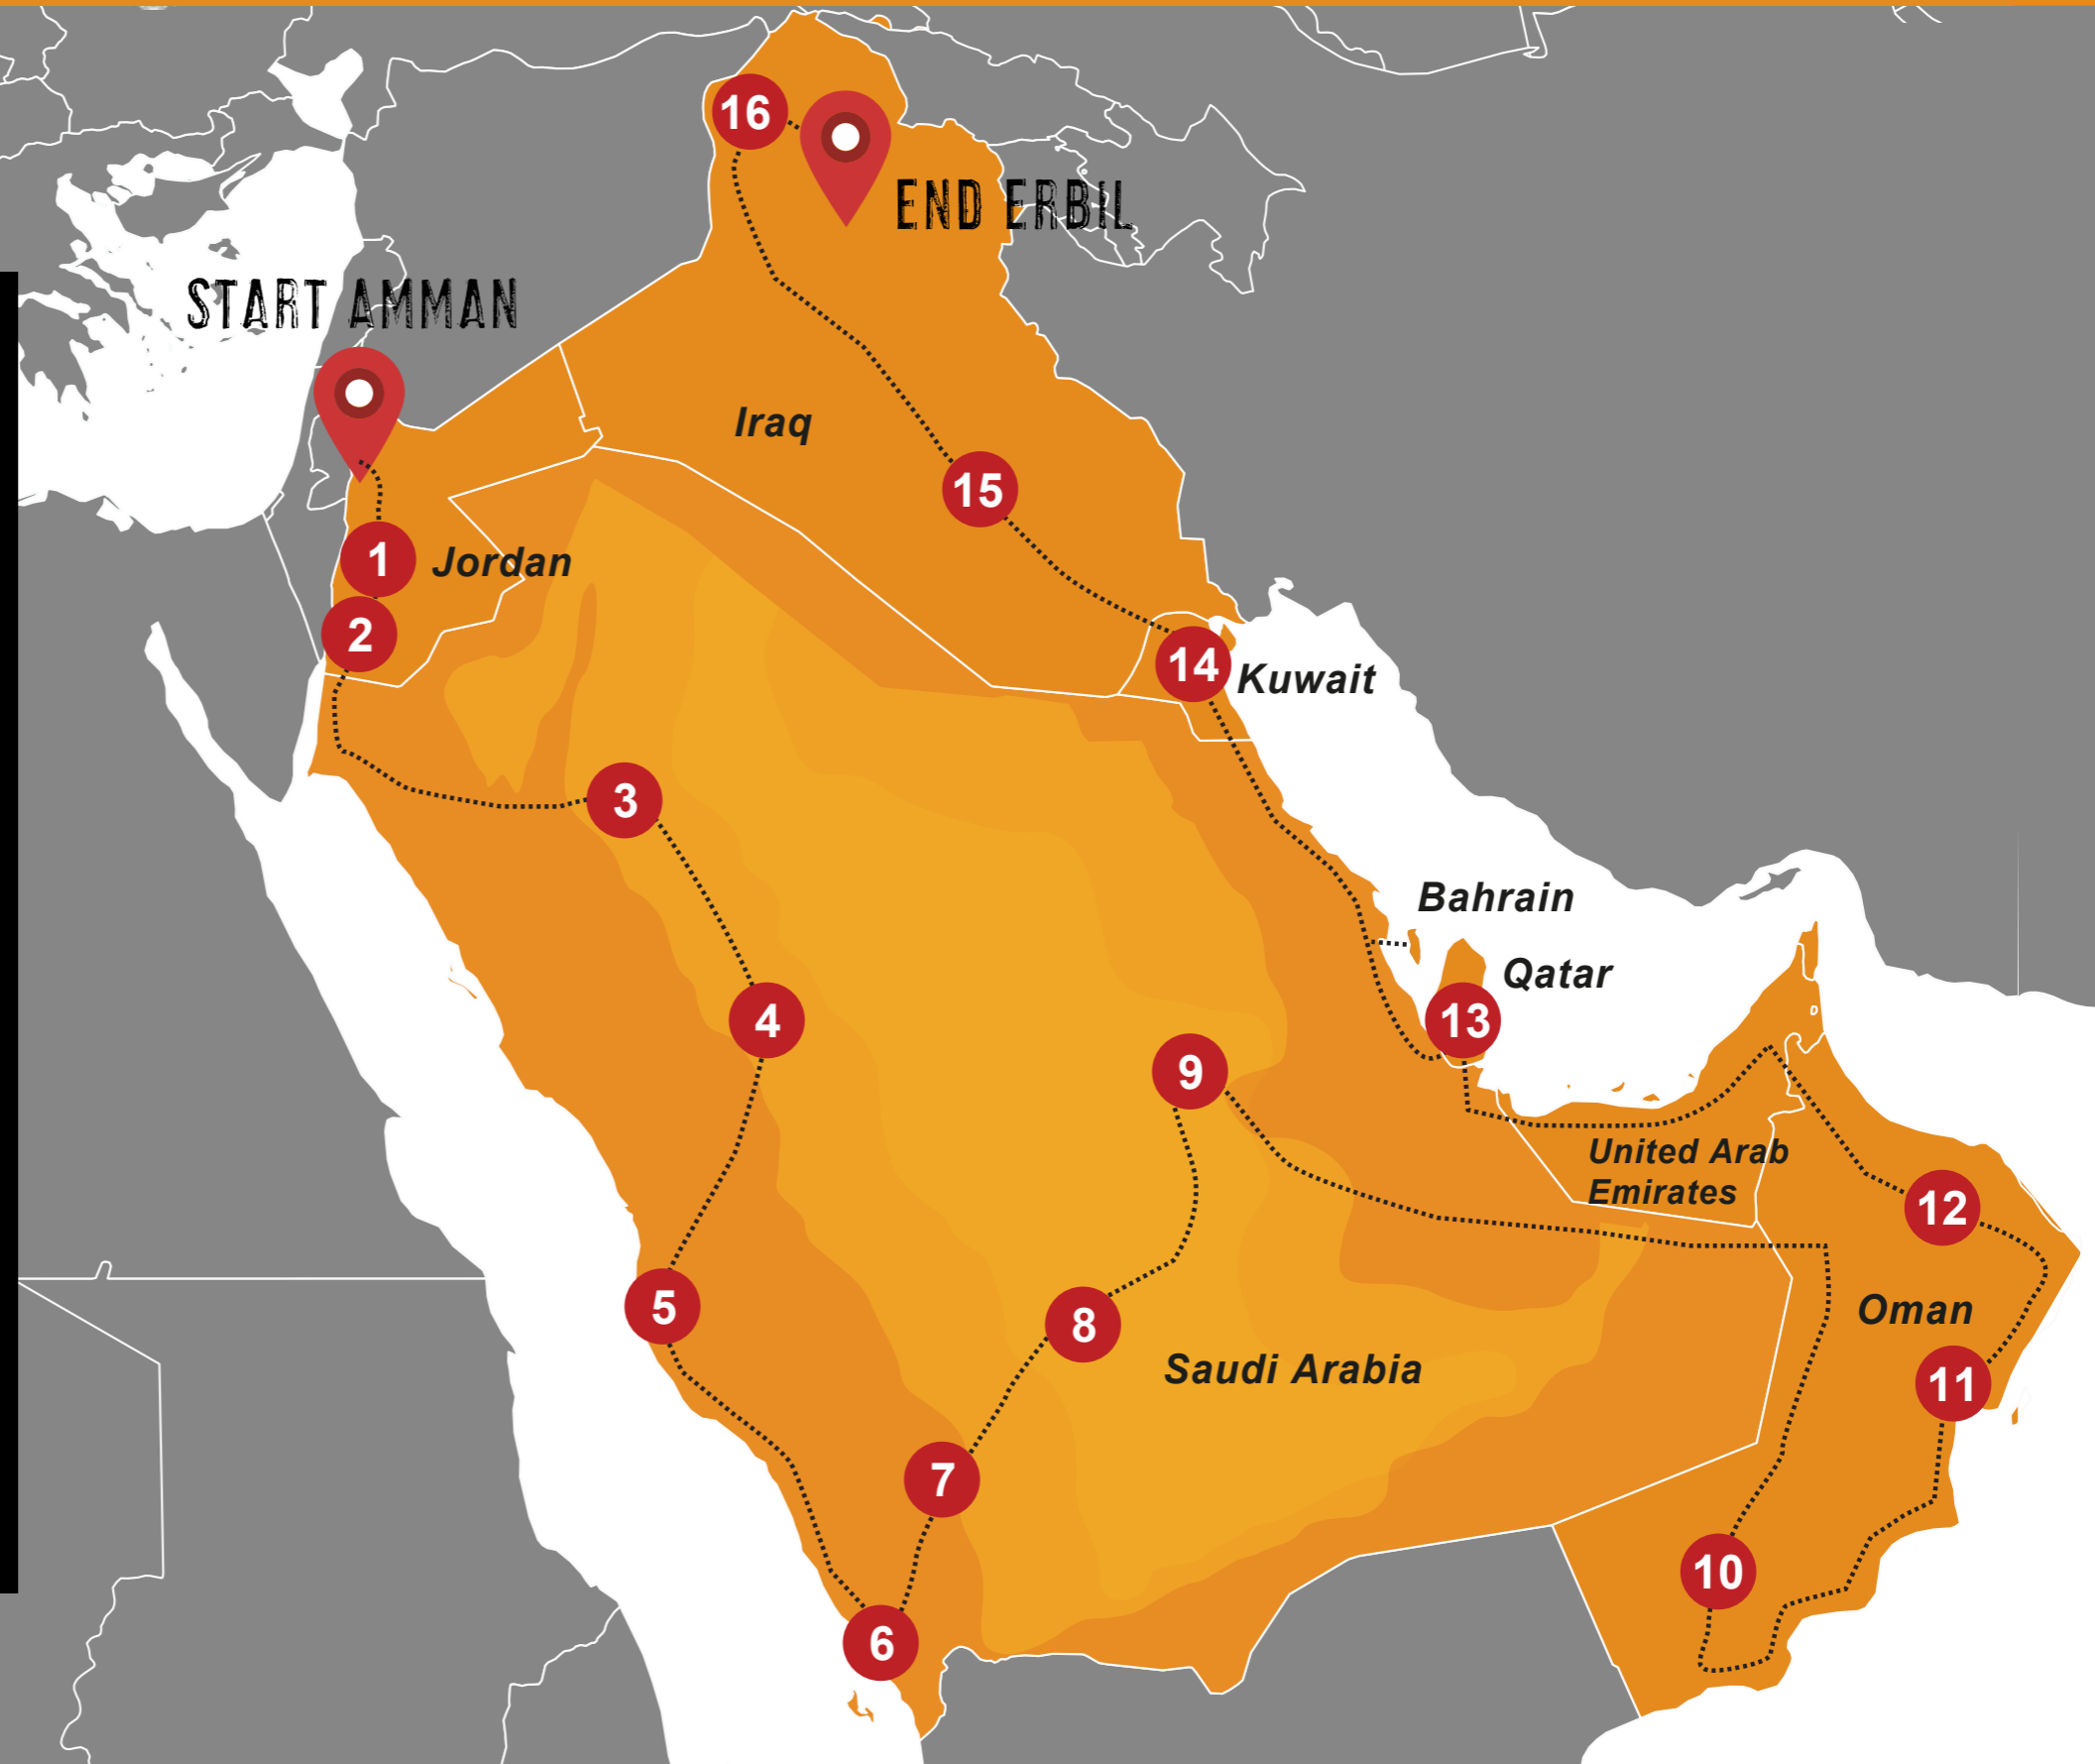 16
END ERBIL
START AMMAN
Iraq
15
1
Jordan
2
14
Kuwait
3
Bahrain
Qatar
4
13
9
United Arab
Emirates
12
5
8
Oman
Saudi Arabia
11
7
10
6